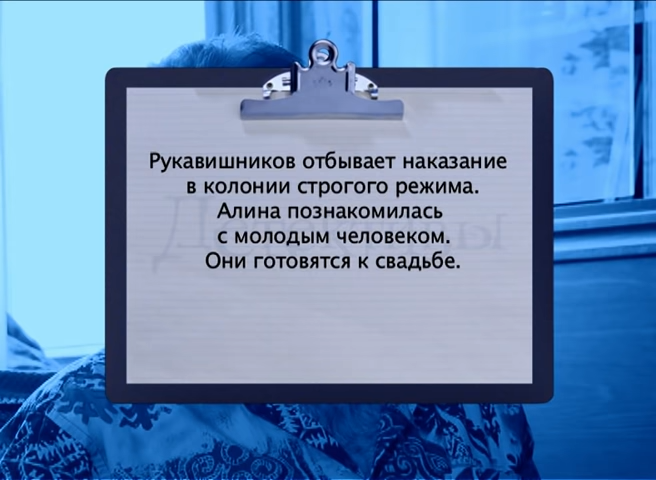 Рукавишников отбывает наказание
в колонии строгого режима.
Алина познакомилась
с молодым человеком.
Они готовятся к свадьбе.